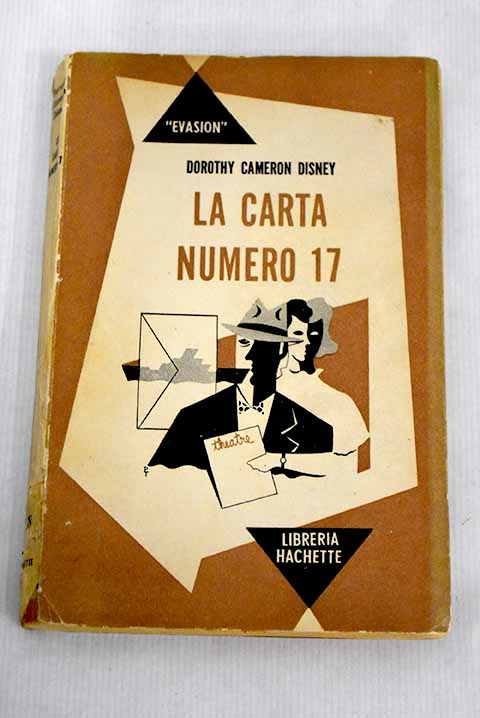 "EVASION"
DOROTHY CAMERON DISNEY
LA CARTA
NUMERO 17
theatre
LIBRERIA
HACHETTE